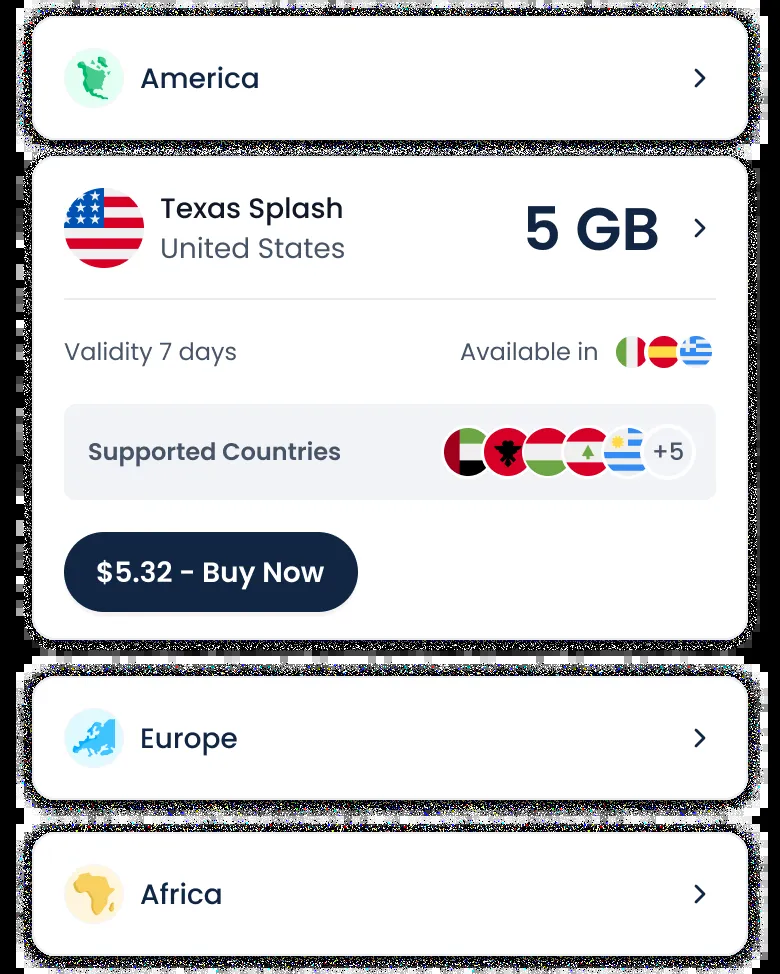 America
Texas Splash
United States
5 GB
Validity 7 days
Available in
Supported Countries
+5
$5.32 - Buy Now
Europe
Africa